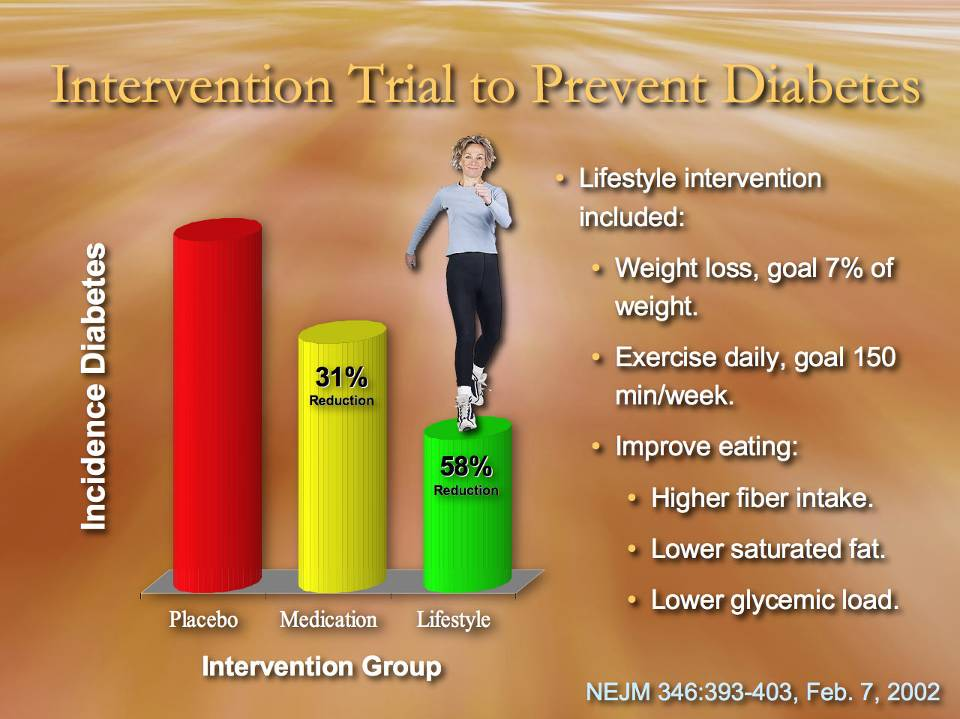 Intervention Trial to Prevent Diabetes
Incidence Diabetes
31%
Reduction
58%
Reduction
Placebo
Medication
Lifestyle
Intervention Group
• Lifestyle intervention
included:
• Weight loss, goal 7% of
weight.
• Exercise daily, goal 150
min/week.
• Improve eating:
• Higher fiber intake.
• Lower saturated fat.
• Lower glycemic load.
NEJM 346:393-403, Feb. 7, 2002